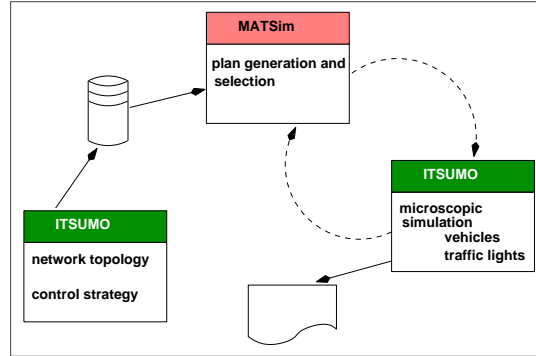 MATSim
plan generation and
selection
ITSUMO
microscopic
simulation
vehicles
traffic lights
ITSUMO
network topology
control strategy